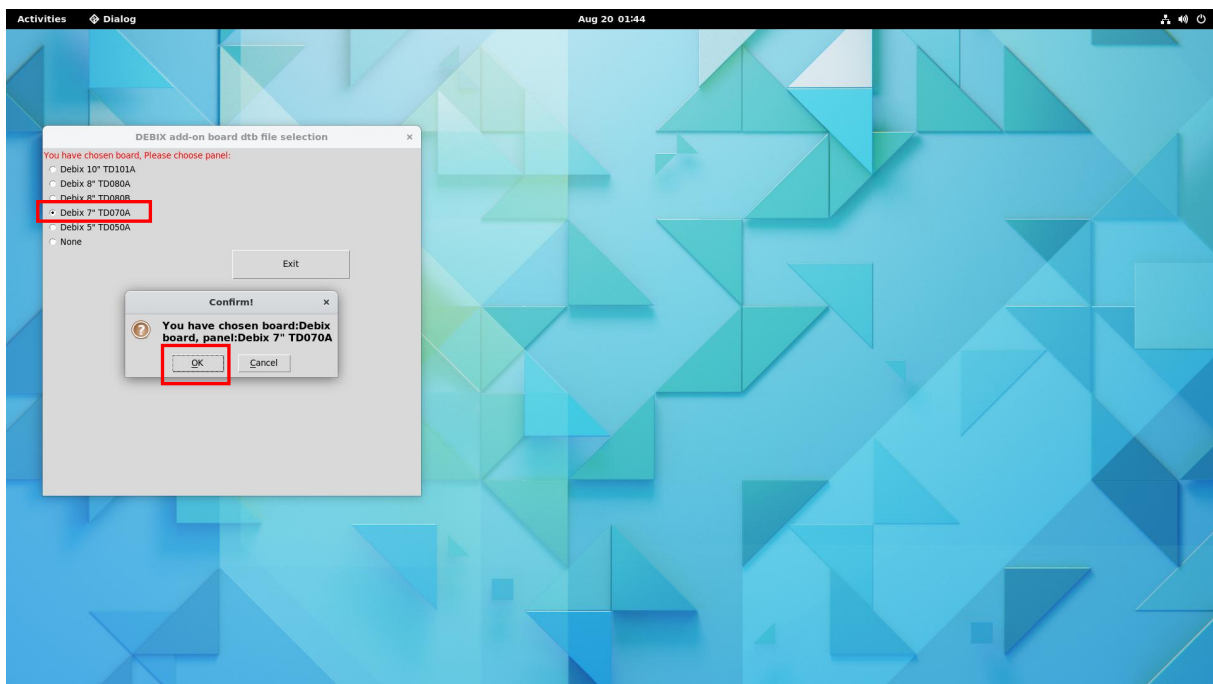 Activities Dialog Aug 20 01:44
DEBIX add-on board dtb file selection ×
You have chosen board, Please choose panel:
Debix 10" TD101A
Debix 8" TD080A
Debix 8" TD080B
Debix 7" TD070A
Debix 5" TD050A
None
Exit
Confirm! ×
You have chosen board:Debix
board, panel:Debix 7" TD070A
OK Cancel